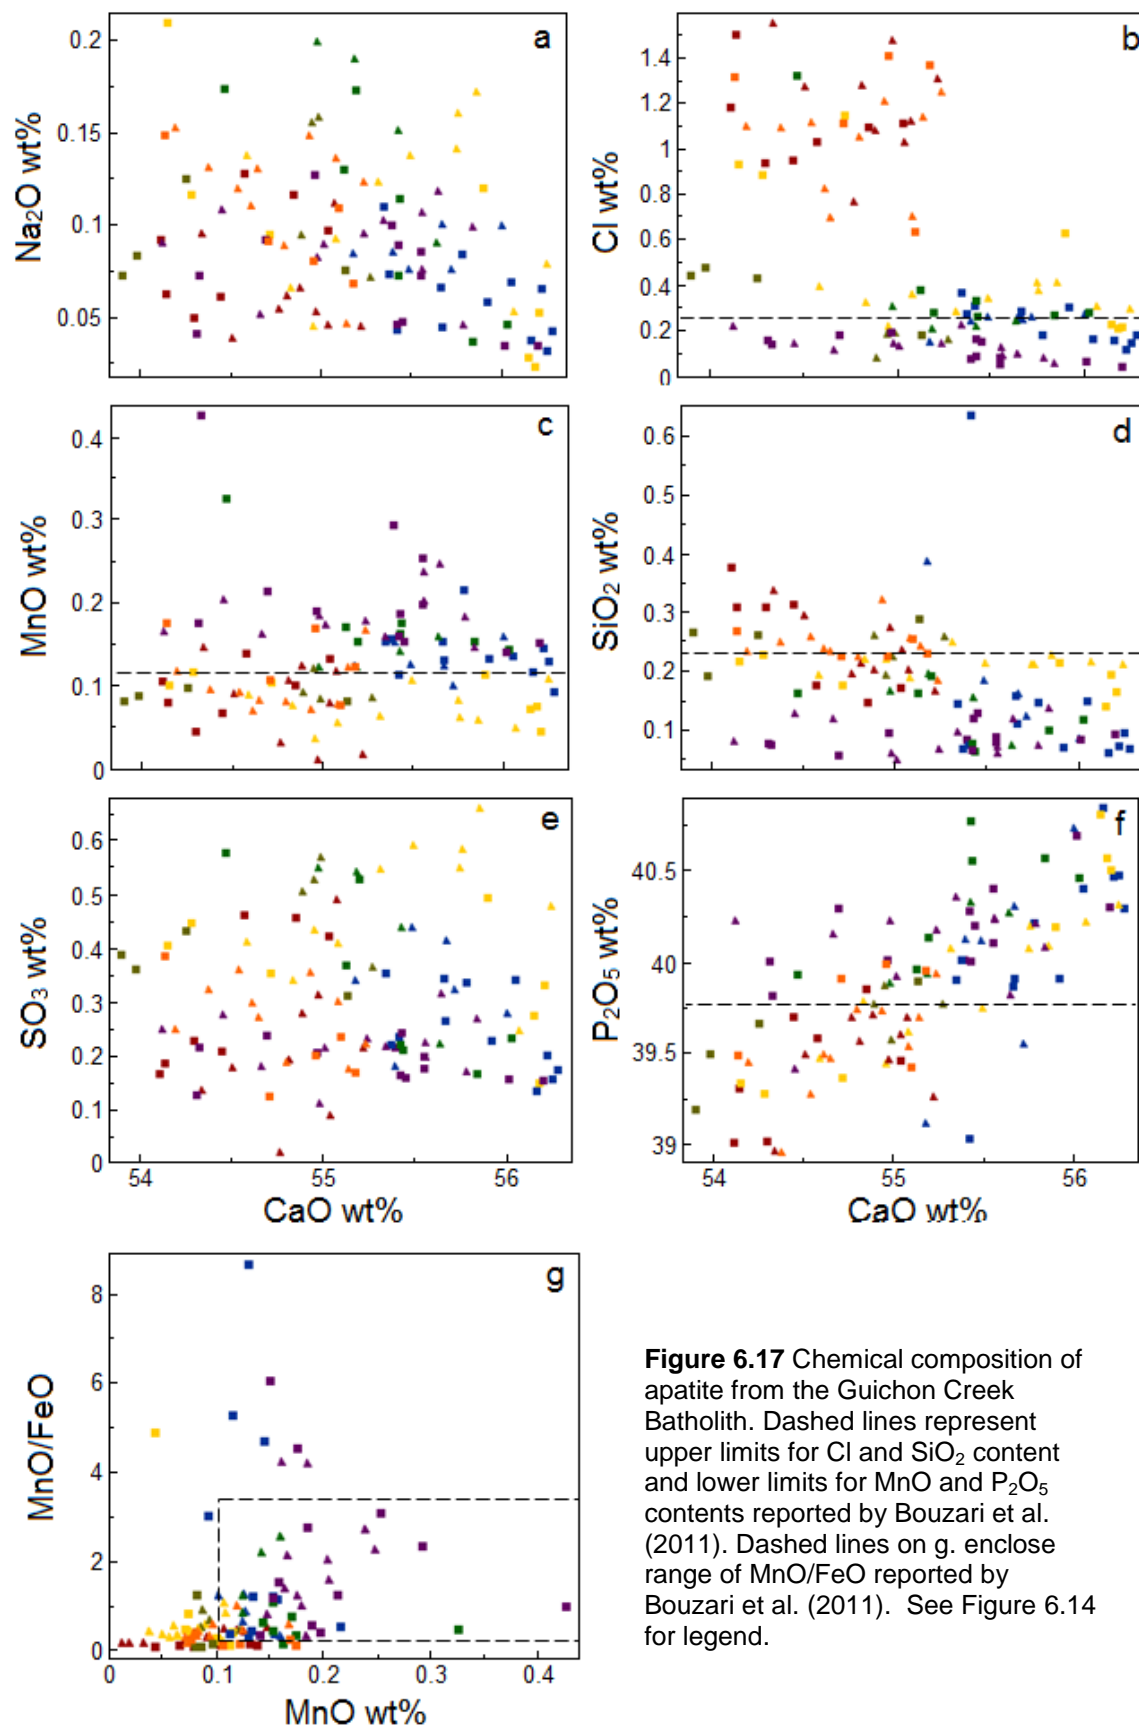 a
0.2
0.15
0.1
0.05
Na2O wt%
b
1.4
1.2
1
0.8
0.6
0.4
0.2
0
Cl wt%
c
0.4
0.3
0.2
0.1
0
MnO wt%
d
0.6
0.5
0.4
0.3
0.2
0.1
SiO2 wt%
e
0.6
0.5
0.4
0.3
0.2
0.1
0
SO3 wt%
54 55 56
CaO wt%
f
40.5
40
39.5
39
P2O5 wt%
54 55 56
CaO wt%
g
8
6
4
2
0
MnO/FeO
0 0.1 0.2 0.3 0.4
MnO wt%
Figure 6.17 Chemical composition of
apatite from the Guichon Creek
Batholith. Dashed lines represent
upper limits for Cl and SiO2 content
and lower limits for MnO and P2O5
contents reported by Bouzari et al.
(2011). Dashed lines on g. enclose
range of MnO/FeO reported by
Bouzari et al. (2011). See Figure 6.14
for legend.